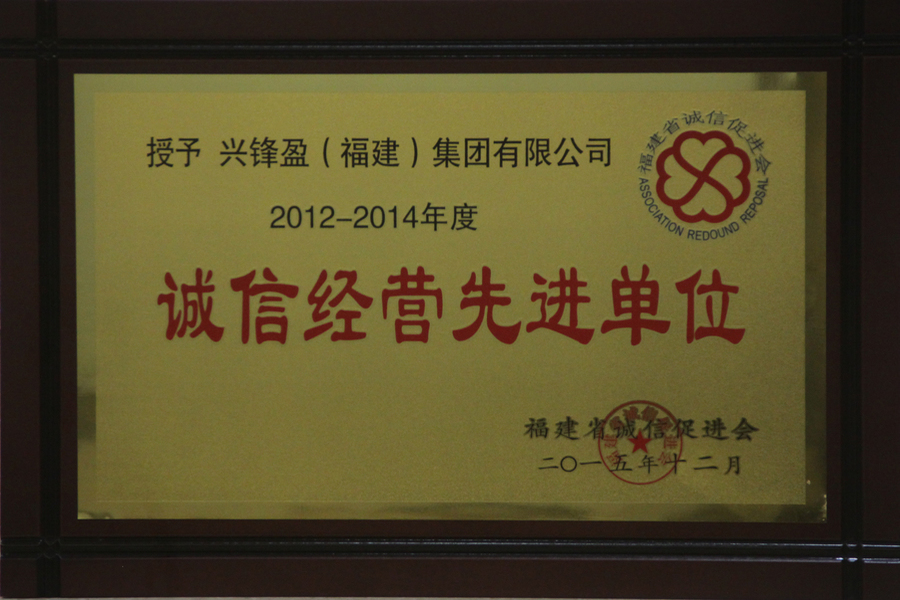 授予 兴锋盈（福建）集团有限公司
福建省诚信促进会
ASSOCIATION REDOUND REPOSAL
2012-2014年度
诚信经营先进单位
福建省诚信促进会
二〇一五年十二月